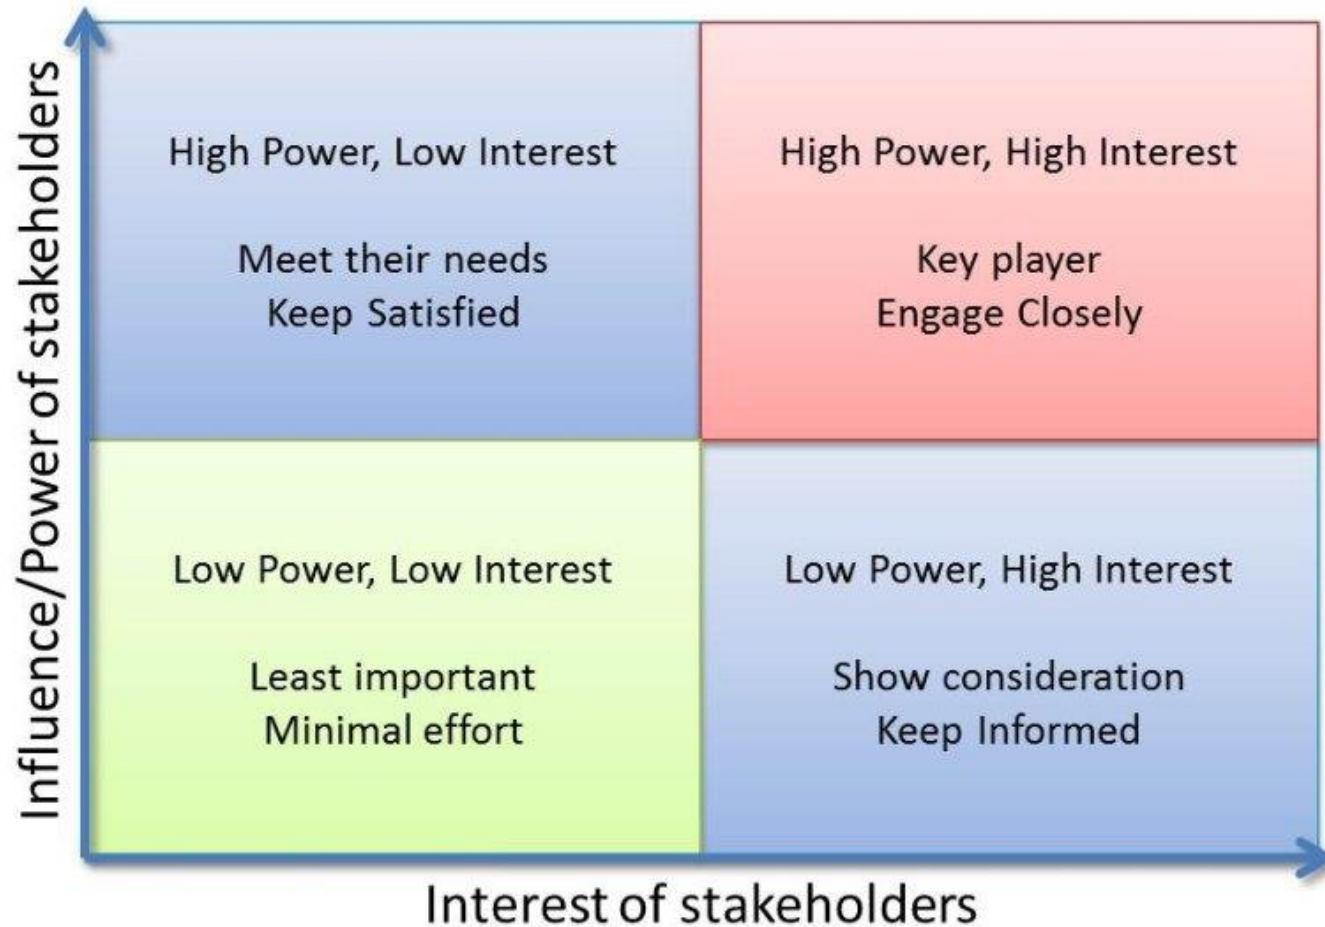 Influence/Power of stakeholders
High Power, Low Interest
Meet their needs
Keep Satisfied
High Power, High Interest
Key player
Engage Closely
Low Power, Low Interest
Least important
Minimal effort
Low Power, High Interest
Show consideration
Keep Informed
Interest of stakeholders